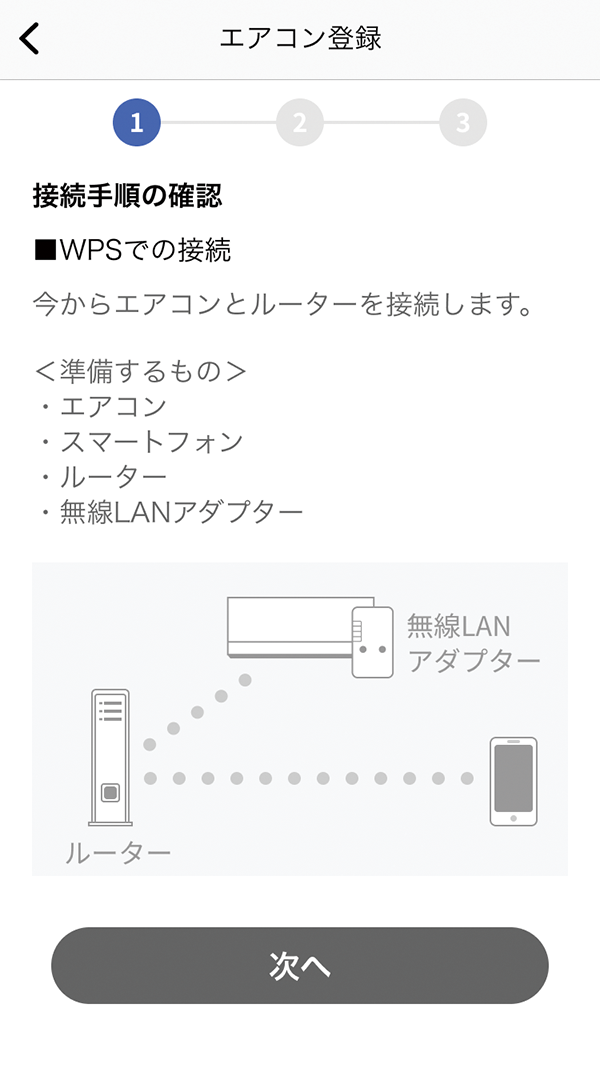 エアコン登録
1
2
3
接続手順の確認
■WPSでの接続
今からエアコンとルーターを接続します。
＜準備するもの＞
・エアコン
・スマートフォン
・ルーター
・無線LANアダプター
無線LAN
アダプター
ルーター
次へ